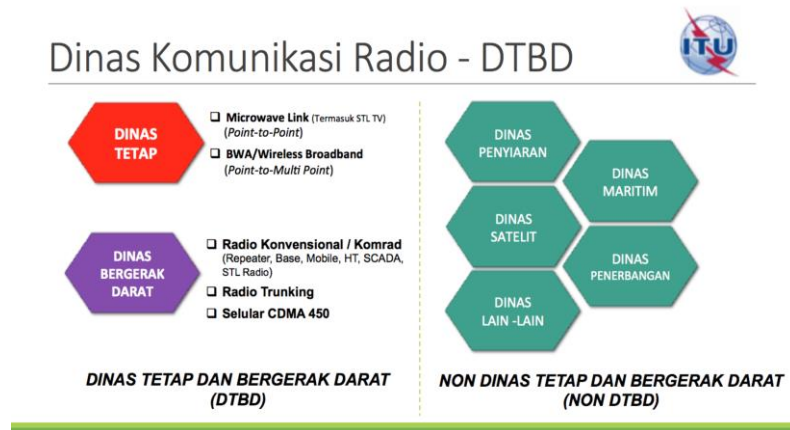 Dinas Komunikasi Radio - DTBD
ITU
DINAS
TETAP
❑ Microwave Link (Termasuk STL TV)
(Point-to-Point)
❑ BWA/Wireless Broadband
(Point-to-Multi Point)
DINAS
BERGERAK
DARAT
❑ Radio Konvensional / Komrad
(Repeater, Base, Mobile, HT, SCADA,
STL Radio)
❑ Radio Trunking
❑ Selular CDMA 450
DINAS TETAP DAN BERGERAK DARAT
(DTBD)
DINAS
PENYIARAN
DINAS
MARITIM
DINAS
SATELIT
DINAS
PENERBANGAN
DINAS
LAIN -LAIN
NON DINAS TETAP DAN BERGERAK DARAT
(NON DTBD)